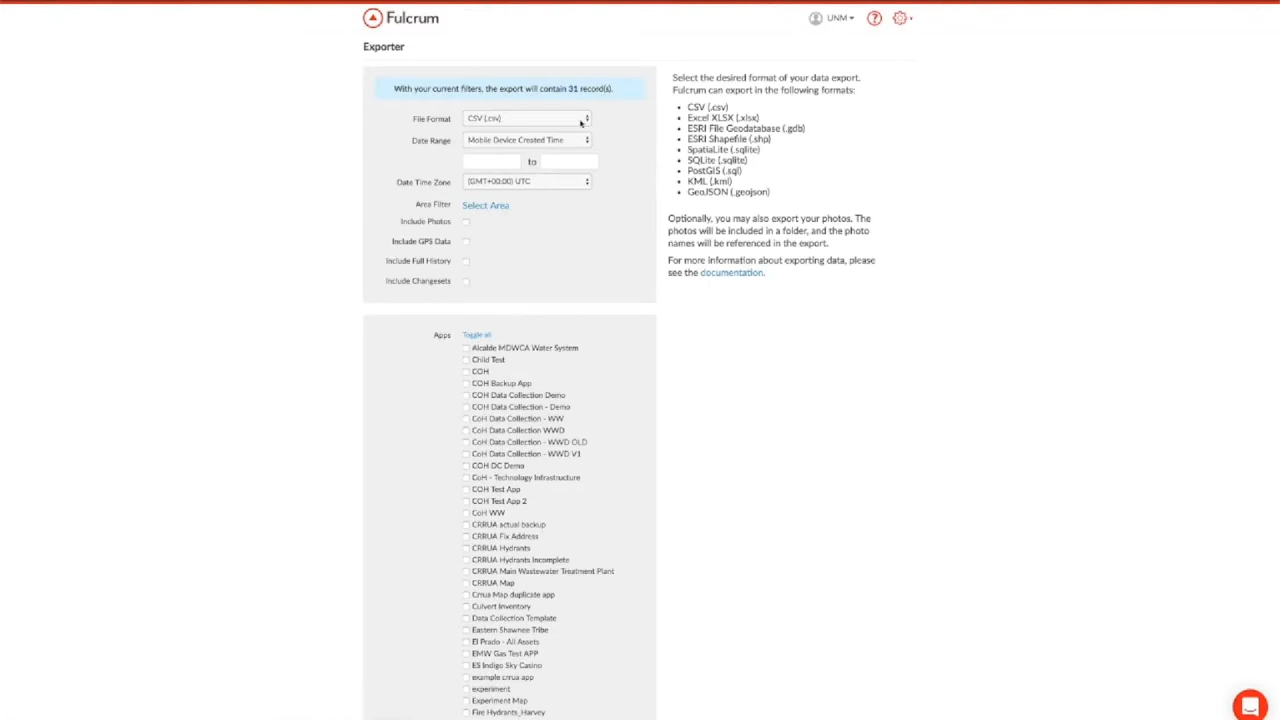 Fulcrum
UNM
?
Exporter
With your current filters, the export will contain 31 record(s).
File Format CSV (.csv)
Date Range Mobile Device Created Time
to
Date Time Zone (GMT+00:00) UTC
Area Filter Select Area
Include Photos
Include GPS Data
Include Full History
Include Changesets
Select the desired format of your data export.
Fulcrum can export in the following formats:
• CSV (.csv)
• Excel XLSX (.xlsx)
• ESRI File Geodatabase (.gdb)
• ESRI Shapefile (.shp)
• SpatiaLite (.sqlite)
• SQLite (.sqlite)
• PostGIS (.sql)
• KML (.kml)
• GeoJSON (.geojson)
Optionally, you may also export your photos. The
photos will be included in a folder, and the photo
names will be referenced in the export.
For more information about exporting data, please
see the documentation.
Apps Toggle all
Alcalde MDWCA Water System
Child Test
COH
COH Backup App
COH Data Collection Demo
COH Data Collection - Demo
CoH Data Collection - WW
CoH Data Collection WWD
CoH Data Collection - WWD OLD
CoH Data Collection - WWD V1
COH DC Demo
CoH - Technology Infrastructure
COH Test App
COH Test App 2
CoH WW
CRRUA actual backup
CRRUA Fix Address
CRRUA Hydrants
CRRUA Hydrants Incomplete
CRRUA Main Wastewater Treatment Plant
CRRUA Map
Crrua Map duplicate app
Culvert Inventory
Data Collection Template
Eastern Shawnee Tribe
El Prado - All Assets
EMW Gas Test APP
ES Indigo Sky Casino
example crrua app
experiment
Experiment Map
Fire Hydrants_Harvey